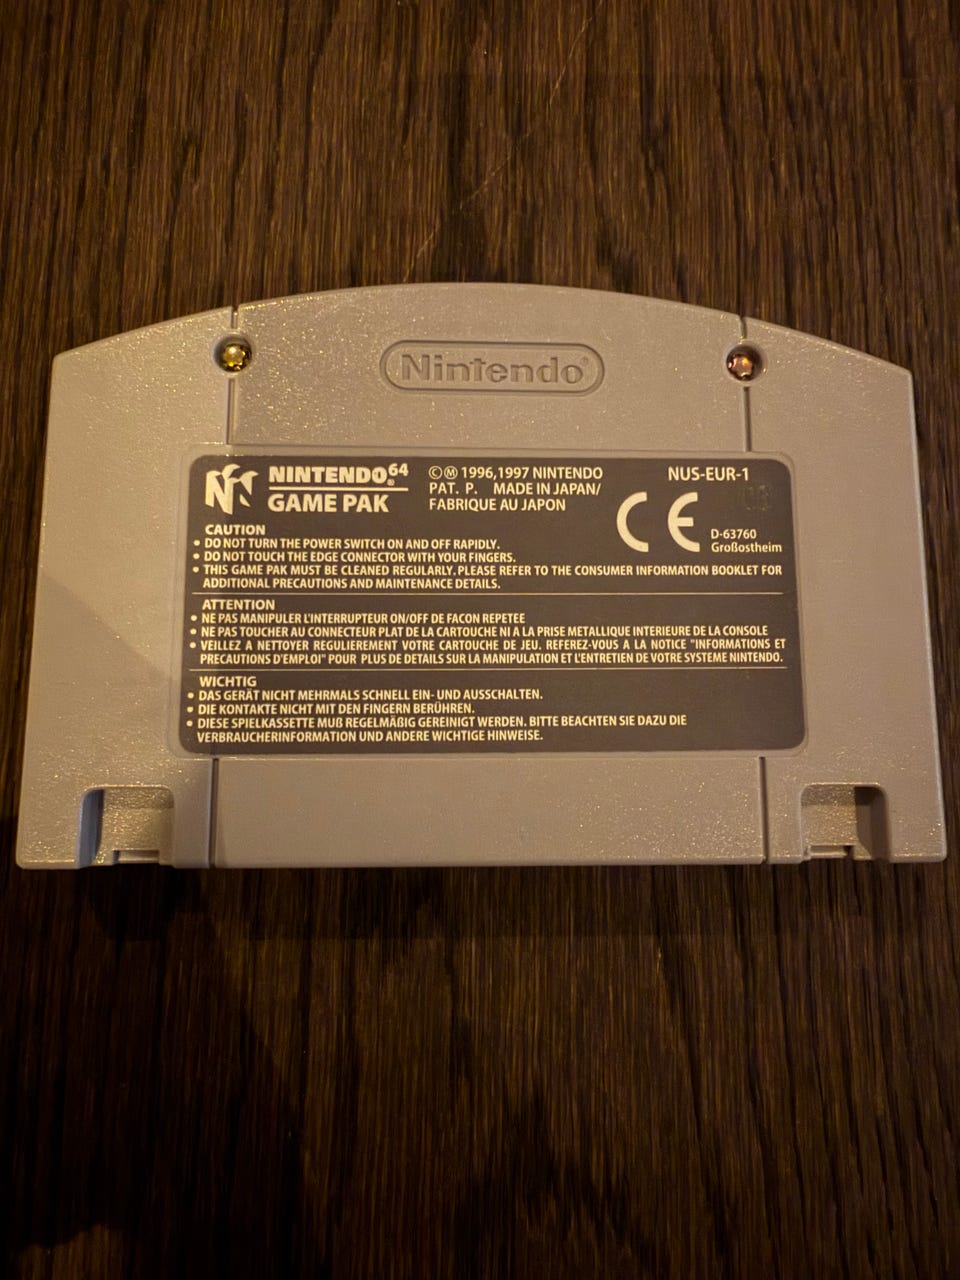 Nintendo®
NINTENDO®64
GAME PAK
©Ⓜ 1996,1997 NINTENDO
PAT. P. MADE IN JAPAN/
FABRIQUE AU JAPON
NUS-EUR-1
CE
D-63760
Großostheim
CAUTION
• DO NOT TURN THE POWER SWITCH ON AND OFF RAPIDLY.
• DO NOT TOUCH THE EDGE CONNECTOR WITH YOUR FINGERS.
• THIS GAME PAK MUST BE CLEANED REGULARLY. PLEASE REFER TO THE CONSUMER INFORMATION BOOKLET FOR
ADDITIONAL PRECAUTIONS AND MAINTENANCE DETAILS.
ATTENTION
• NE PAS MANIPULER L'INTERRUPTEUR ON/OFF DE FACON REPETEE
• NE PAS TOUCHER AU CONNECTEUR PLAT DE LA CARTOUCHE NI A LA PRISE METALLIQUE INTERIEURE DE LA CONSOLE
• VEILLEZ A NETTOYER REGULIEREMENT VOTRE CARTOUCHE DE JEU. REFEREZ-VOUS A LA NOTICE "INFORMATIONS ET
PRECAUTIONS D'EMPLOI" POUR PLUS DE DETAILS SUR LA MANIPULATION ET L'ENTRETIEN DE VOTRE SYSTEME NINTENDO.
WICHTIG
• DAS GERÄT NICHT MEHRMALS SCHNELL EIN- UND AUSSCHALTEN.
• DIE KONTAKTE NICHT MIT DEN FINGERN BERÜHREN.
• DIESE SPIELKASSETTE MUß REGELMÄßIG GEREINIGT WERDEN. BITTE BEACHTEN SIE DAZU DIE
VERBRAUCHERINFORMATION UND ANDERE WICHTIGE HINWEISE.